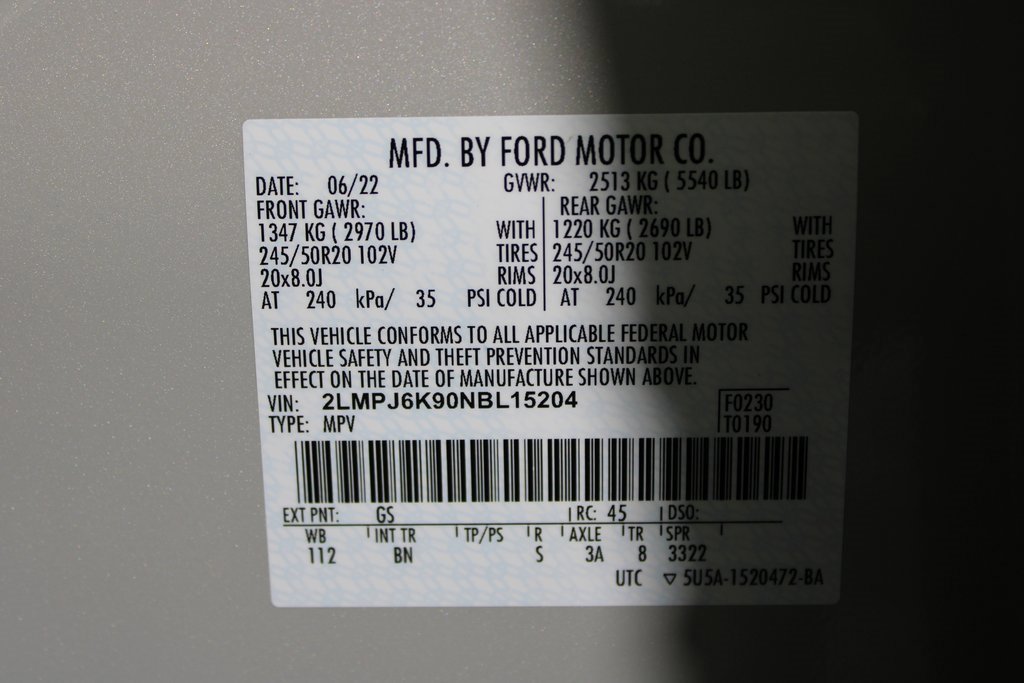 MFD. BY FORD MOTOR CO.
DATE: 06/22 GVWR: 2513 KG ( 5540 LB)
FRONT GAWR: REAR GAWR:
1347 KG ( 2970 LB) WITH 1220 KG ( 2690 LB) WITH
245/50R20 102V TIRES 245/50R20 102V TIRES
20x8.0J RIMS 20x8.0J RIMS
AT 240 kPa/ 35 PSI COLD AT 240 kPa/ 35 PSI COLD
THIS VEHICLE CONFORMS TO ALL APPLICABLE FEDERAL MOTOR
VEHICLE SAFETY AND THEFT PREVENTION STANDARDS IN
EFFECT ON THE DATE OF MANUFACTURE SHOWN ABOVE.
VIN: 2LMPJ6K90NBL15204 F0230
TYPE: MPV T0190
EXT PNT: GS RC: 45 DSO:
WB INT TR TP/PS R AXLE TR SPR
112 BN S 3A 8 3322
UTC ▽ 5U5A-1520472-BA